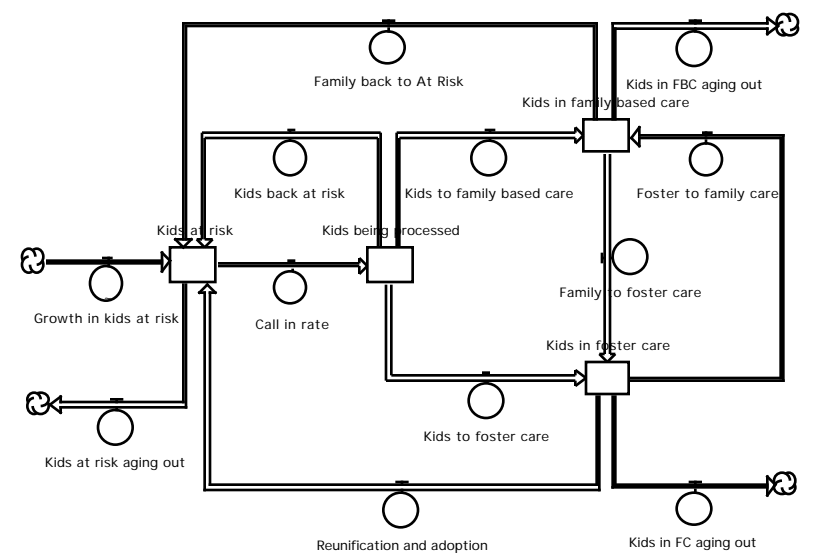 Family back to At Risk
Kids in FBC aging out
Kids in family based care
Kids back at risk
Kids to family based care
Foster to family care
Kids at risk
Kids being processed
Family to foster care
Growth in kids at risk
Call in rate
Kids in foster care
Kids to foster care
Kids at risk aging out
Reunification and adoption
Kids in FC aging out